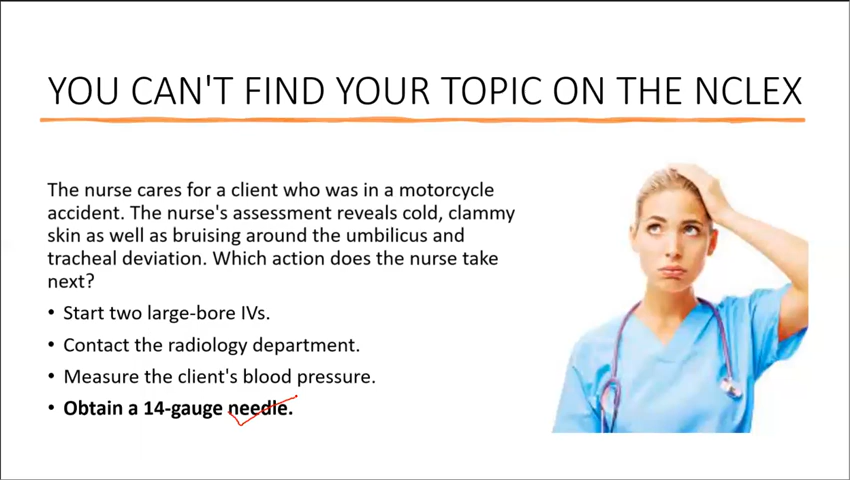 YOU CAN'T FIND YOUR TOPIC ON THE NCLEX
The nurse cares for a client who was in a motorcycle
accident. The nurse's assessment reveals cold, clammy
skin as well as bruising around the umbilicus and
tracheal deviation. Which action does the nurse take
next?
• Start two large-bore IVs.
• Contact the radiology department.
• Measure the client's blood pressure.
• Obtain a 14-gauge needle.